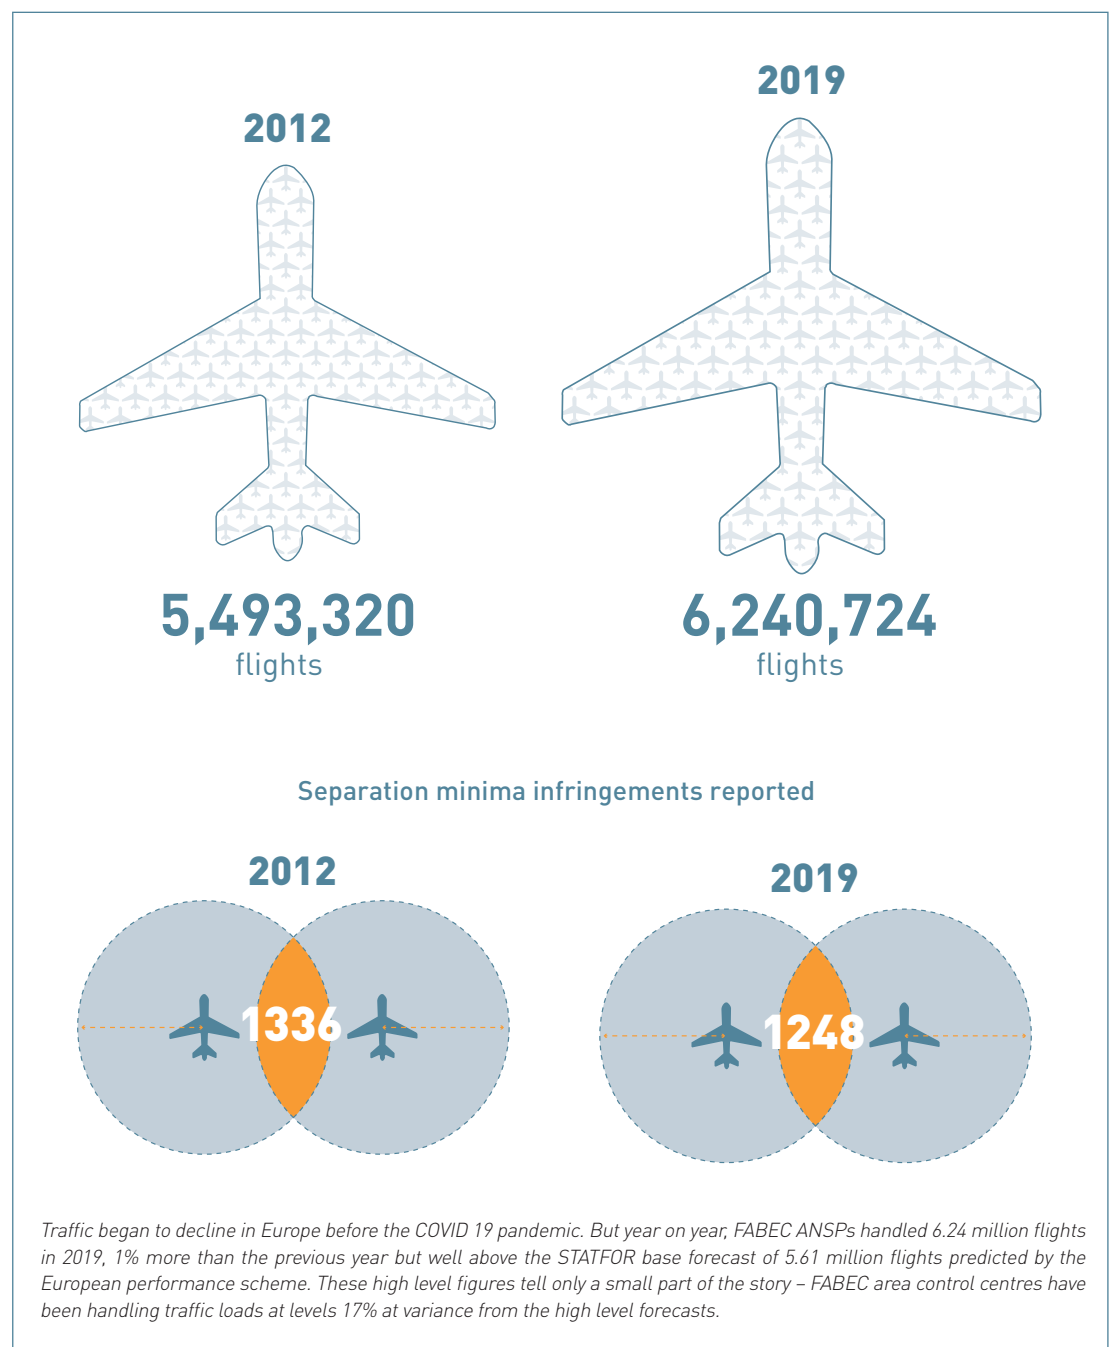 2012
2019
5,493,320
flights
6,240,724
flights
Separation minima infringements reported
2012
2019
1336
1248
Traffic began to decline in Europe before the COVID 19 pandemic. But year on year, FABEC ANSPs handled 6.24 million flights
in 2019, 1% more than the previous year but well above the STATFOR base forecast of 5.61 million flights predicted by the
European performance scheme. These high level figures tell only a small part of the story – FABEC area control centres have
been handling traffic loads at levels 17% at variance from the high level forecasts.